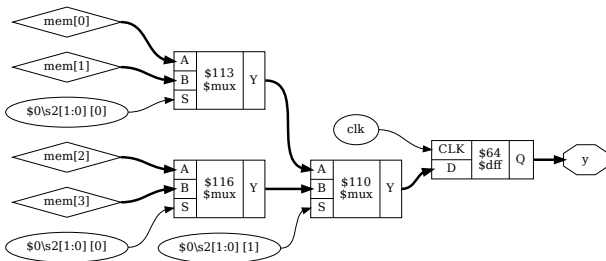 mem[0]
mem[1]
$0\s2[1:0] [0]
A
B
S
$113
$mux
Y
mem[2]
mem[3]
$0\s2[1:0] [0]
A
B
S
$116
$mux
Y
$0\s2[1:0] [1]
A
B
S
$110
$mux
Y
clk
CLK
D
$64
$dff
Q
y